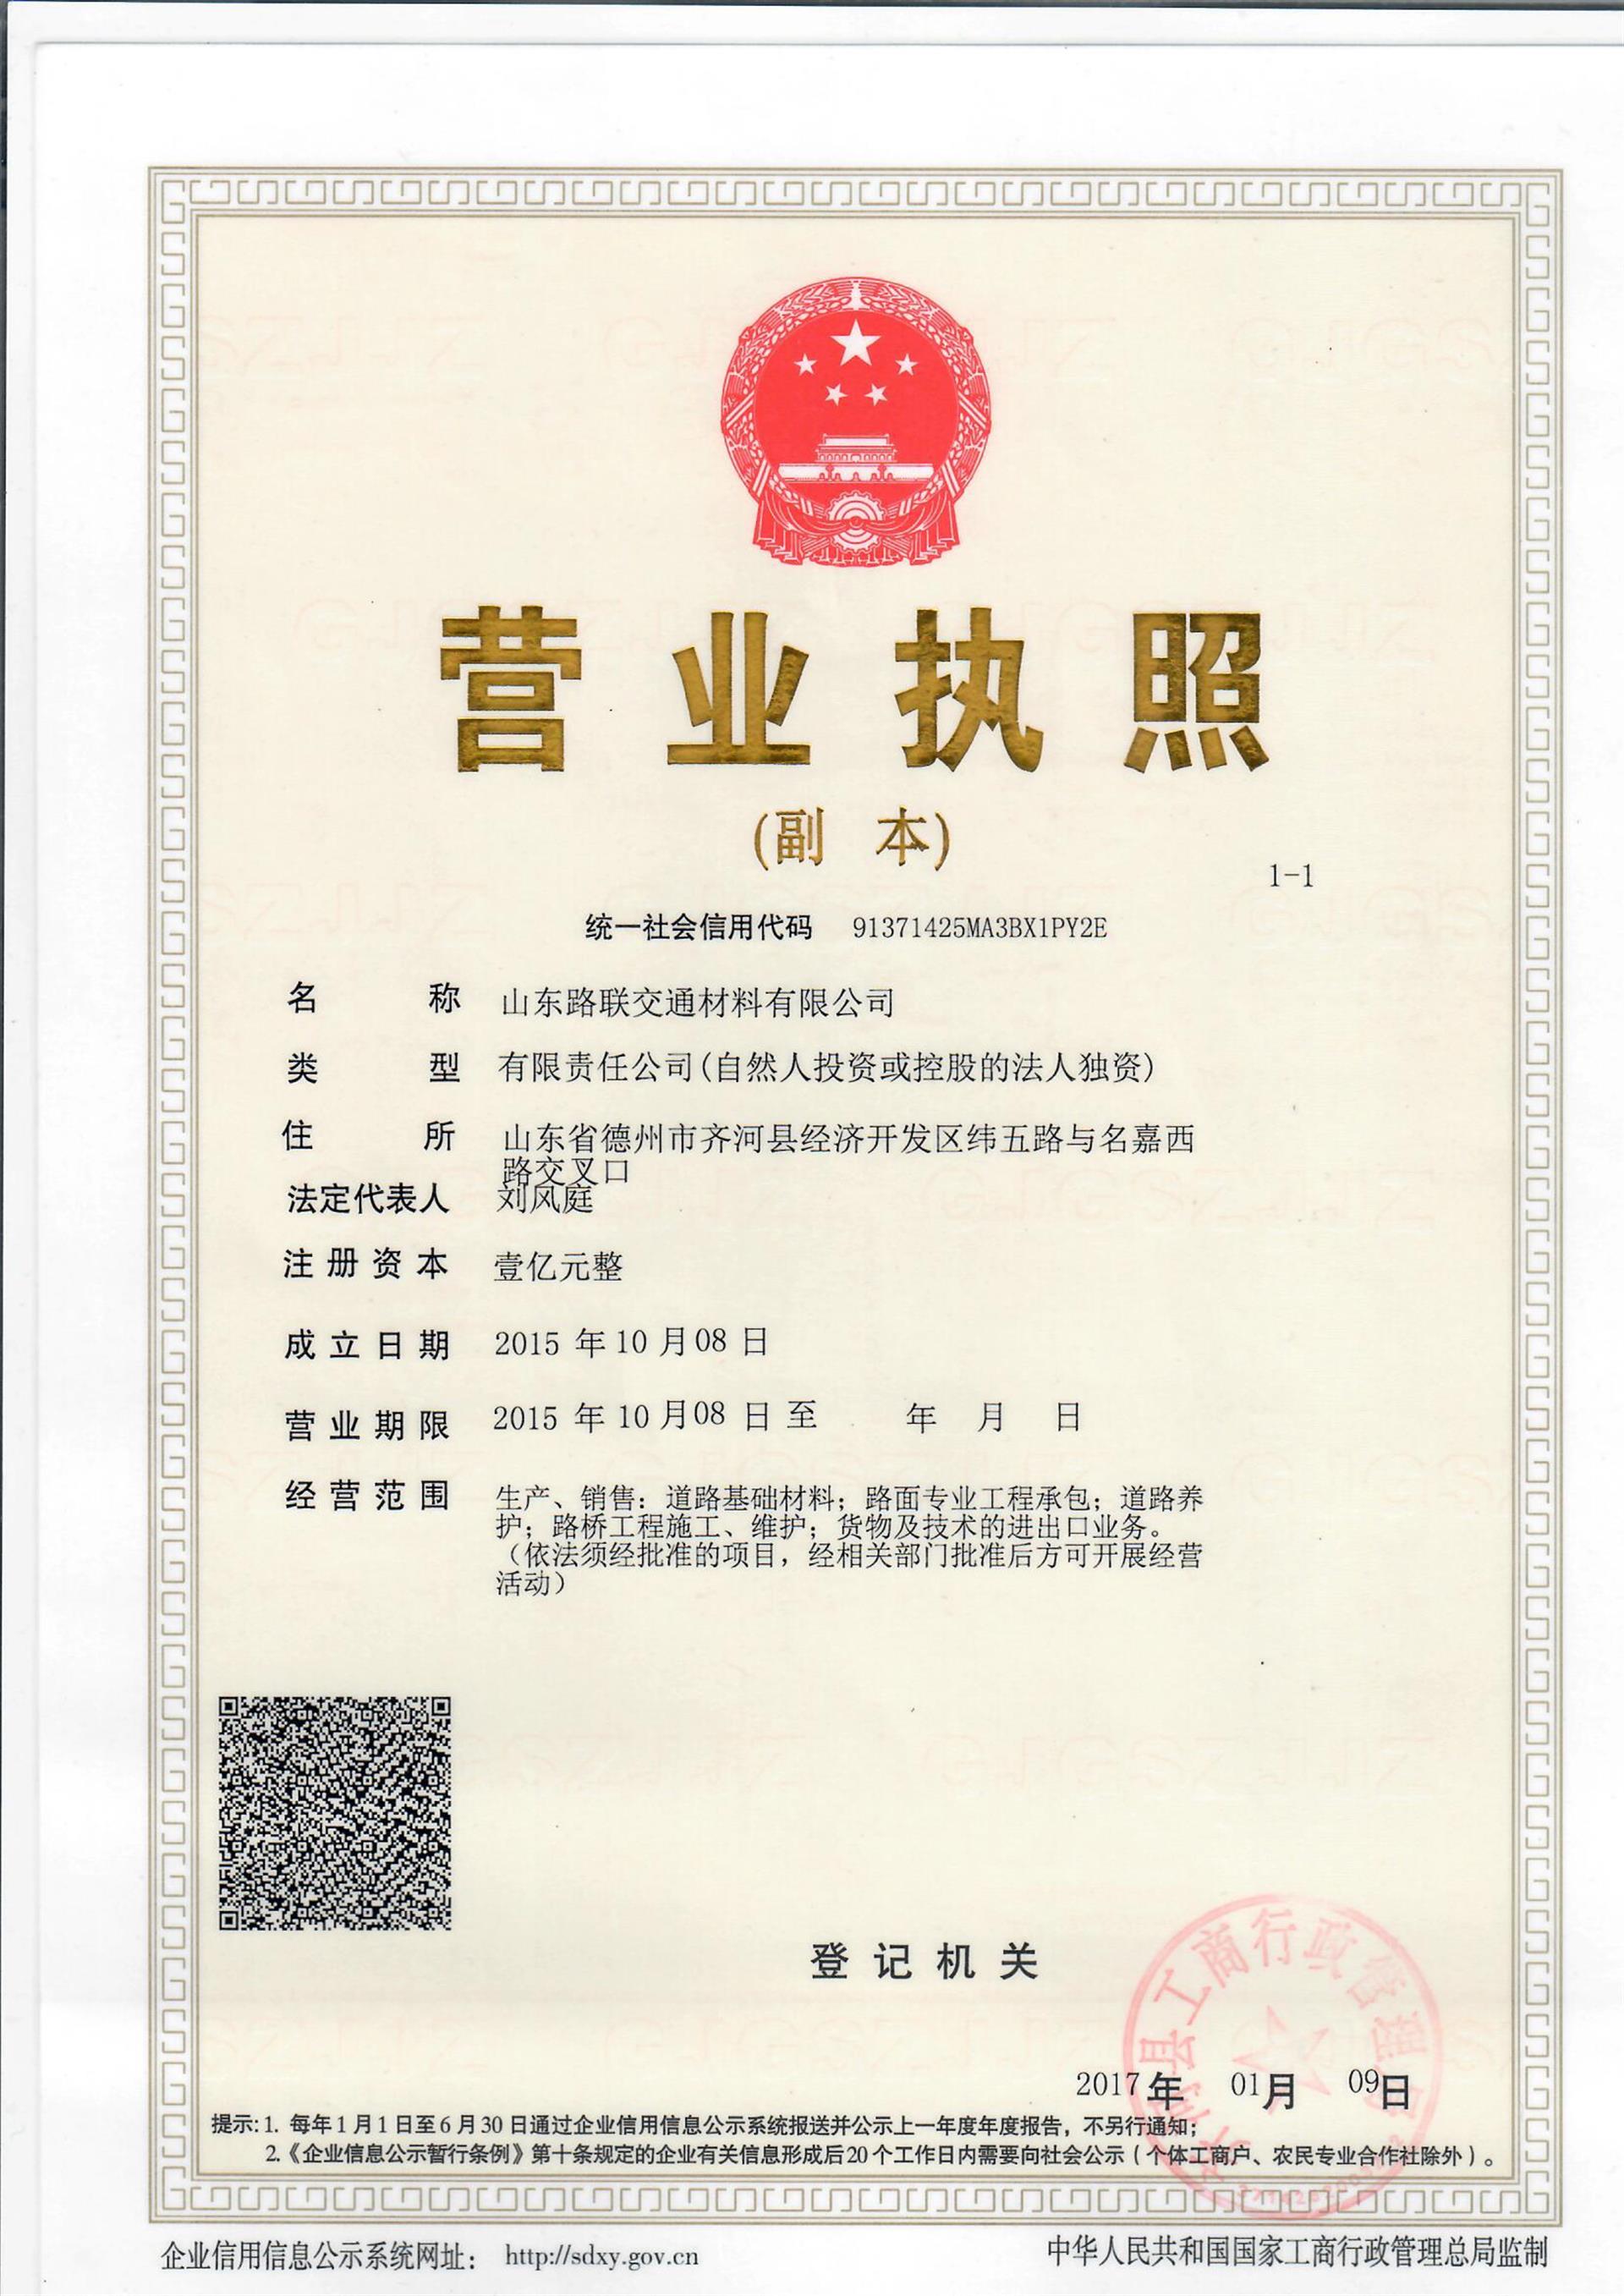 营业执照
(副 本)
1-1
统一社会信用代码 91371425MA3BX1PY2E
名 称 山东路联交通材料有限公司
类 型 有限责任公司(自然人投资或控股的法人独资)
住 所 山东省德州市齐河县经济开发区纬五路与名嘉西
路交叉口
法定代表人 刘风庭
注册资本 壹亿元整
成立日期 2015 年 10 月 08 日
营业期限 2015 年 10 月 08 日 至 年 月 日
经营范围 生产、销售：道路基础材料；路面专业工程承包；道路养
护；路桥工程施工、维护；货物及技术的进出口业务。
（依法须经批准的项目，经相关部门批准后方可开展经营
活动）
登记机关
齐河县工商行政管理局
2017年 01月 09日
提示: 1. 每年1月1日至6月30日通过企业信用信息公示系统报送并公示上一年度年度报告，不另行通知；
2.《企业信息公示暂行条例》第十条规定的企业有关信息形成后20个工作日内需要向社会公示（个体工商户、农民专业合作社除外）。
企业信用信息公示系统网址： http://sdxy.gov.cn
中华人民共和国国家工商行政管理总局监制